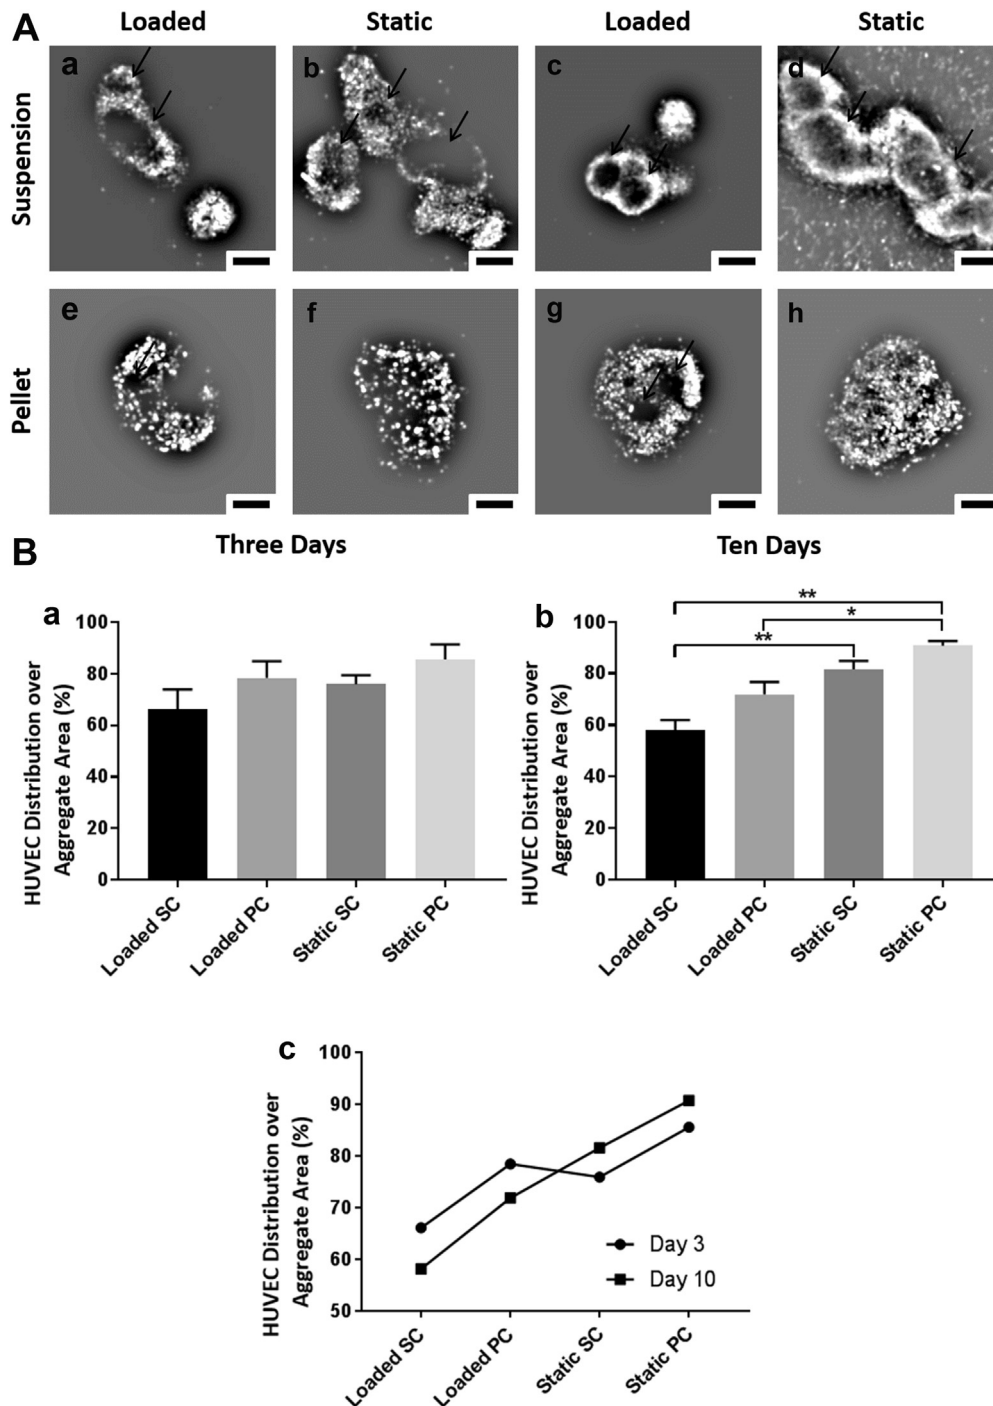 A
Loaded Static Loaded Static
Suspension
a b c d
Pellet
e f g h
Three Days Ten Days
B
a
HUVEC Distribution over
Aggregate Area (%)
100
80
60
40
20
0
Loaded SC
Loaded PC
Static SC
Static PC
b
HUVEC Distribution over
Aggregate Area (%)
100
80
60
40
20
0
**
*
**
Loaded SC
Loaded PC
Static SC
Static PC
c
HUVEC Distribution over
Aggregate Area (%)
100
90
80
70
60
50
Day 3
Day 10
Loaded SC
Loaded PC
Static SC
Static PC